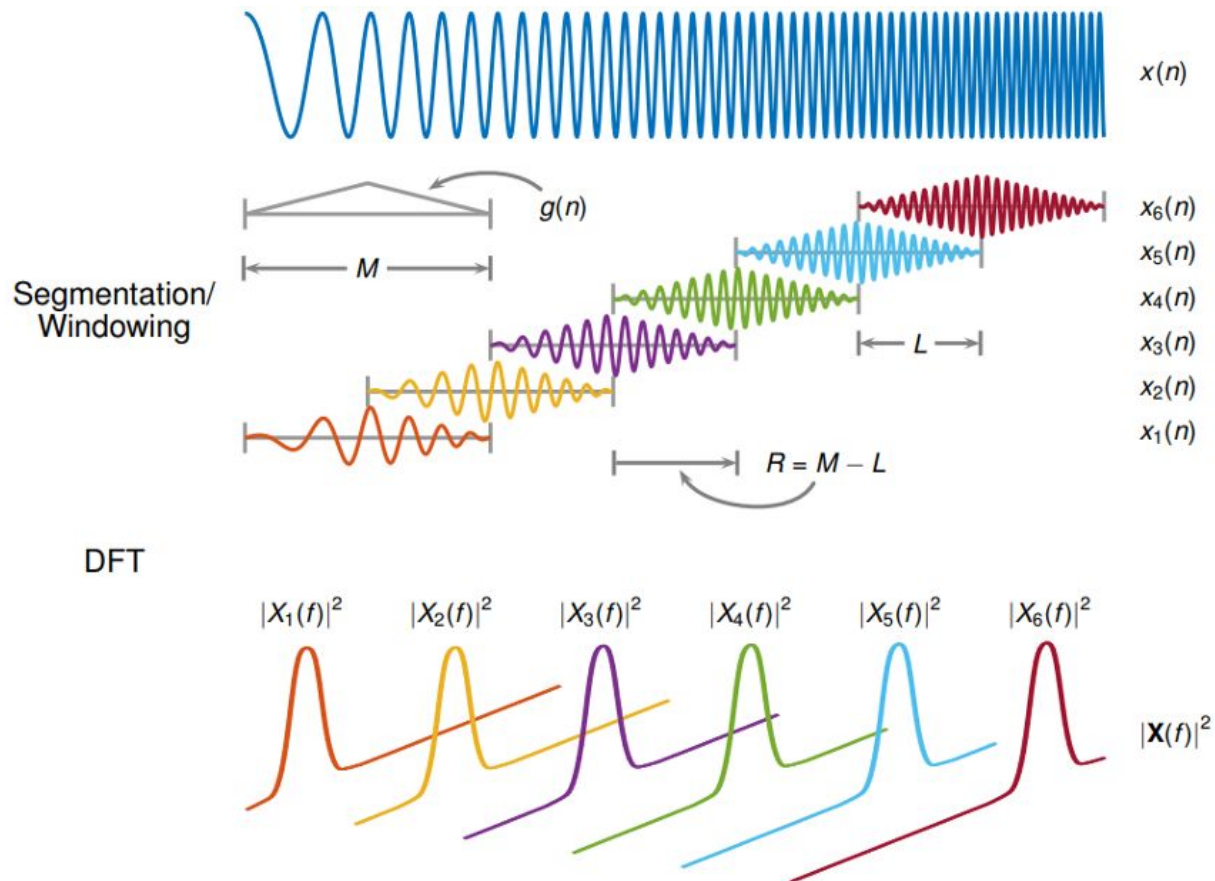 x(n)
g(n)
x₆(n)
x₅(n)
M
Segmentation/
Windowing
x₄(n)
L
x₃(n)
x₂(n)
x₁(n)
R = M − L
DFT
|X₁(f)|² |X₂(f)|² |X₃(f)|² |X₄(f)|² |X₅(f)|² |X₆(f)|²
|𝐗(f)|²